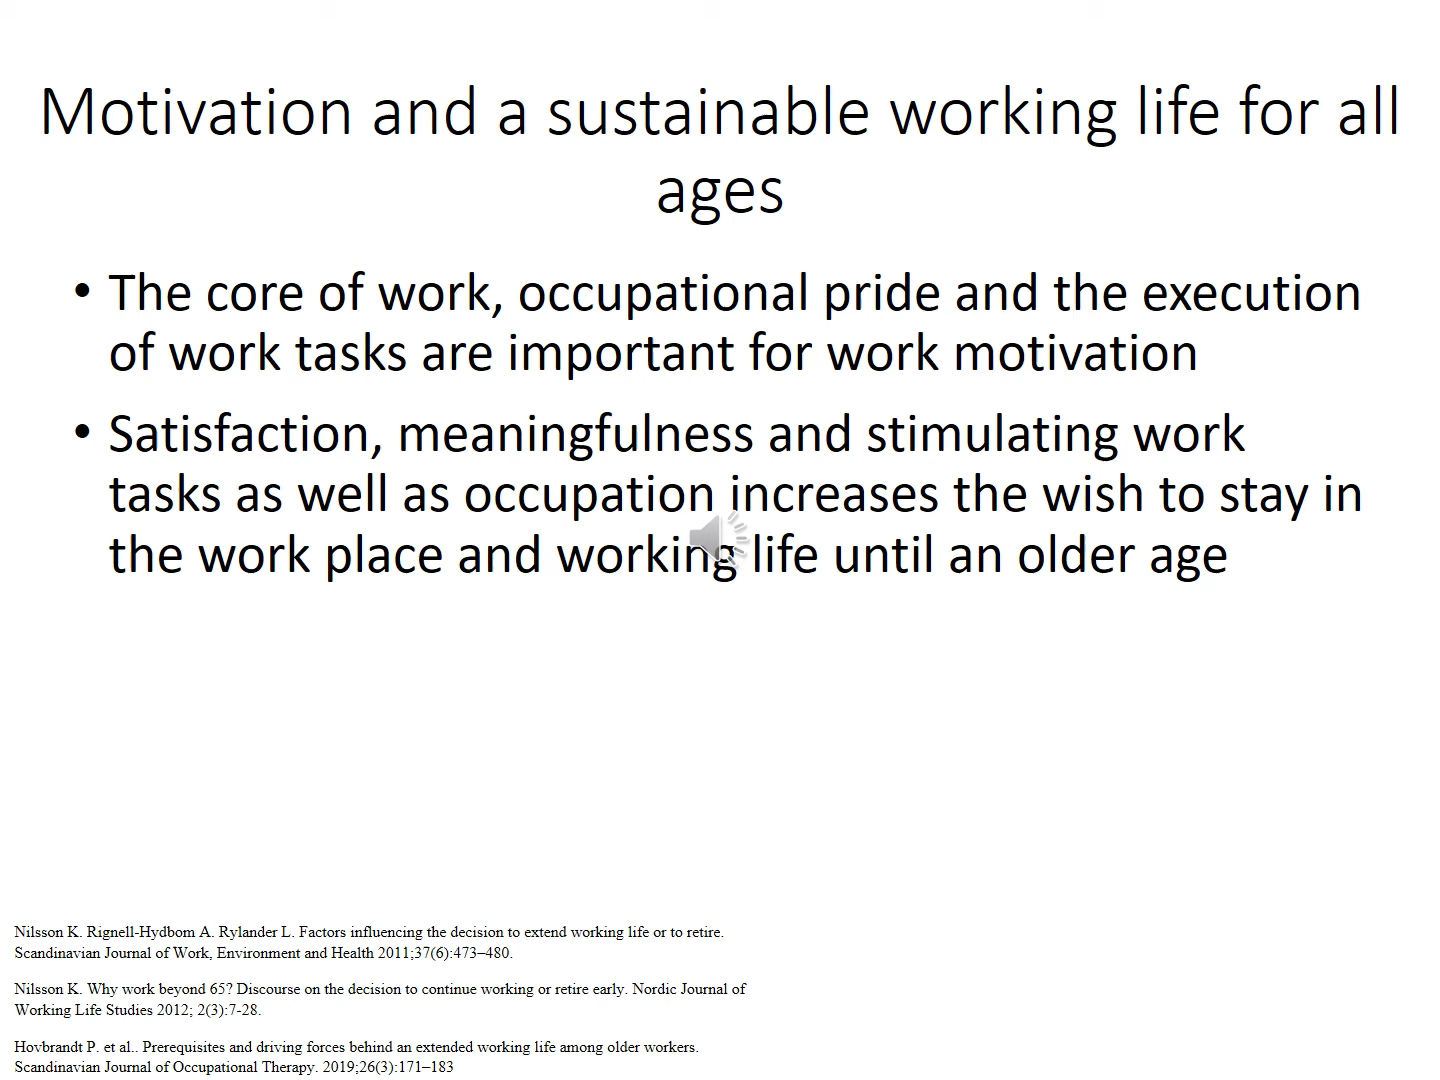 Motivation and a sustainable working life for all
ages
• The core of work, occupational pride and the execution
of work tasks are important for work motivation
• Satisfaction, meaningfulness and stimulating work
tasks as well as occupation increases the wish to stay in
the work place and working life until an older age
Nilsson K. Rignell-Hydbom A. Rylander L. Factors influencing the decision to extend working life or to retire.
Scandinavian Journal of Work, Environment and Health 2011;37(6):473–480.
Nilsson K. Why work beyond 65? Discourse on the decision to continue working or retire early. Nordic Journal of
Working Life Studies 2012; 2(3):7-28.
Hovbrandt P. et al.. Prerequisites and driving forces behind an extended working life among older workers.
Scandinavian Journal of Occupational Therapy. 2019;26(3):171–183